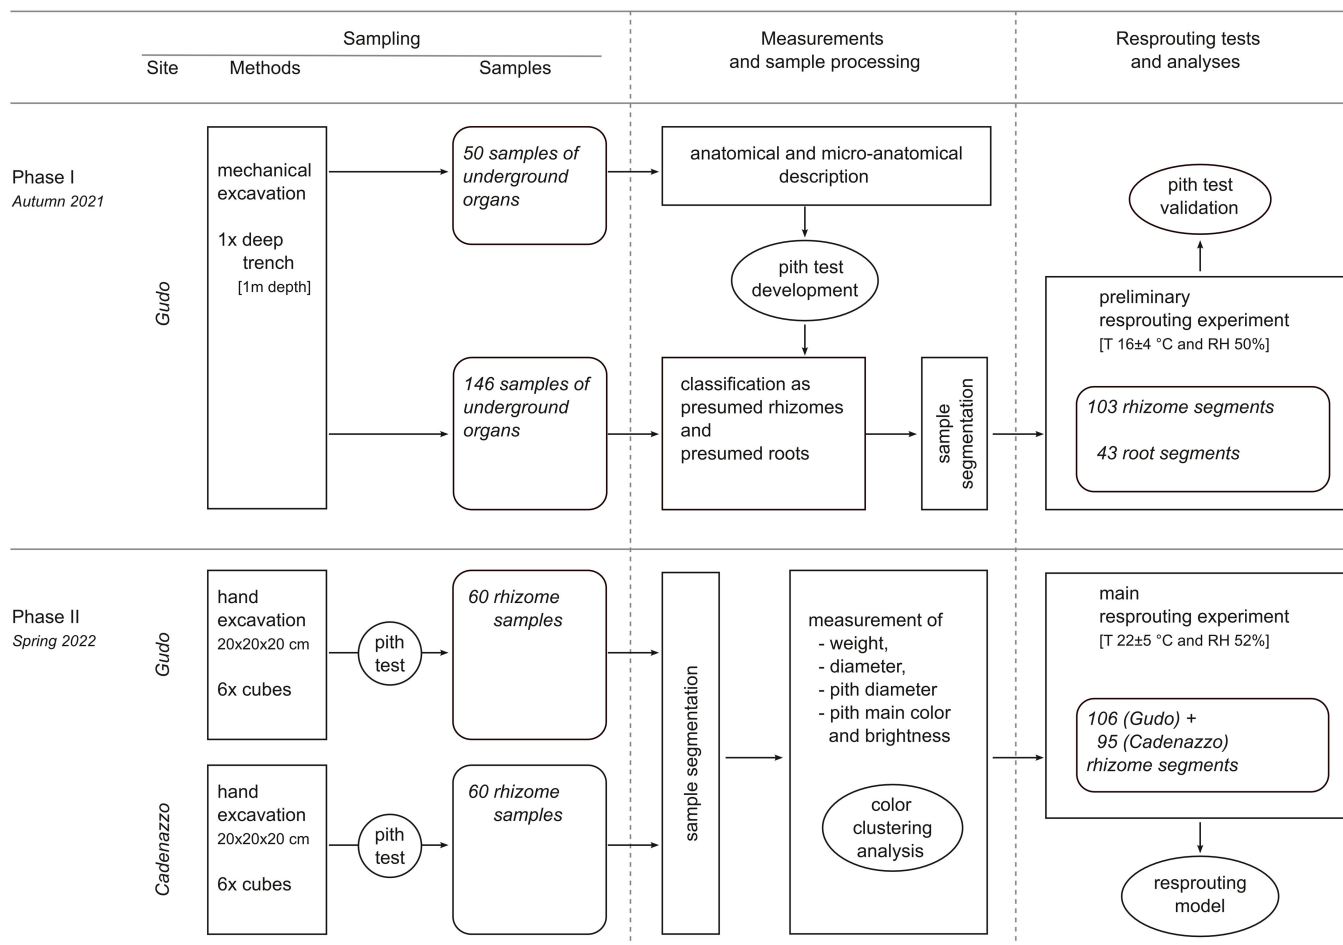 Sampling
Measurements
and sample processing
Resprouting tests
and analyses
Site
Methods
Samples
Phase I
Autumn 2021
Gudo
mechanical
excavation
1x deep
trench
[1m depth]
50 samples of
underground
organs
146 samples of
underground
organs
anatomical and micro-anatomical
description
pith test
development
classification as
presumed rhizomes
and
presumed roots
sample
segmentation
pith test
validation
preliminary
resprouting experiment
[T 16±4 °C and RH 50%]
103 rhizome segments
43 root segments
Phase II
Spring 2022
Gudo
hand
excavation
20x20x20 cm
6x cubes
pith
test
60 rhizome
samples
Cadenazzo
hand
excavation
20x20x20 cm
6x cubes
pith
test
60 rhizome
samples
sample segmentation
measurement of
- weight,
- diameter,
- pith diameter
- pith main color
and brightness
color
clustering
analysis
main
resprouting experiment
[T 22±5 °C and RH 52%]
106 (Gudo) +
95 (Cadenazzo)
rhizome segments
resprouting
model